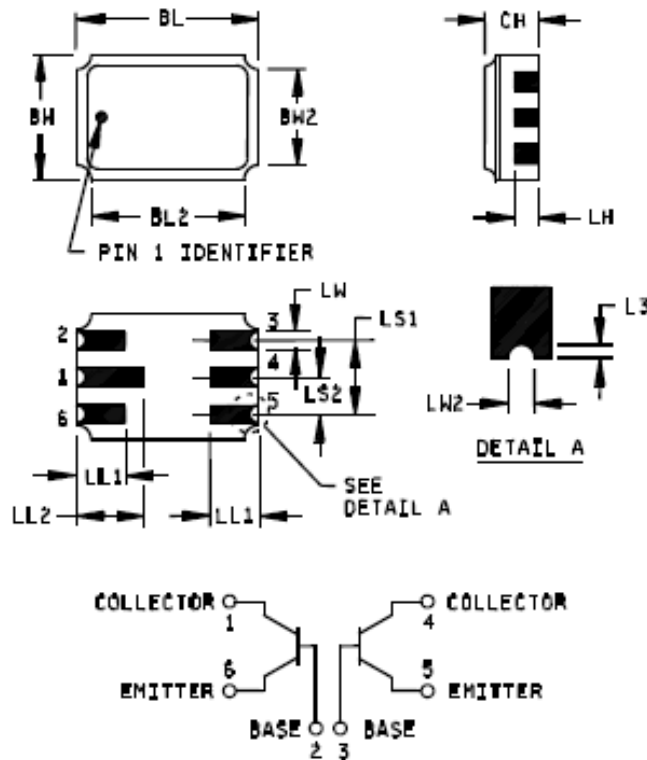 BL
CH
BW
BW2
BL2
LH
PIN 1 IDENTIFIER
LW
LS1
L3
2
3
1
4
LS2
6
5
LW2
DETAIL A
LL1
SEE
DETAIL A
LL2
LL1
COLLECTOR
1
COLLECTOR
4
6
5
EMITTER
EMITTER
BASE
2
3
BASE